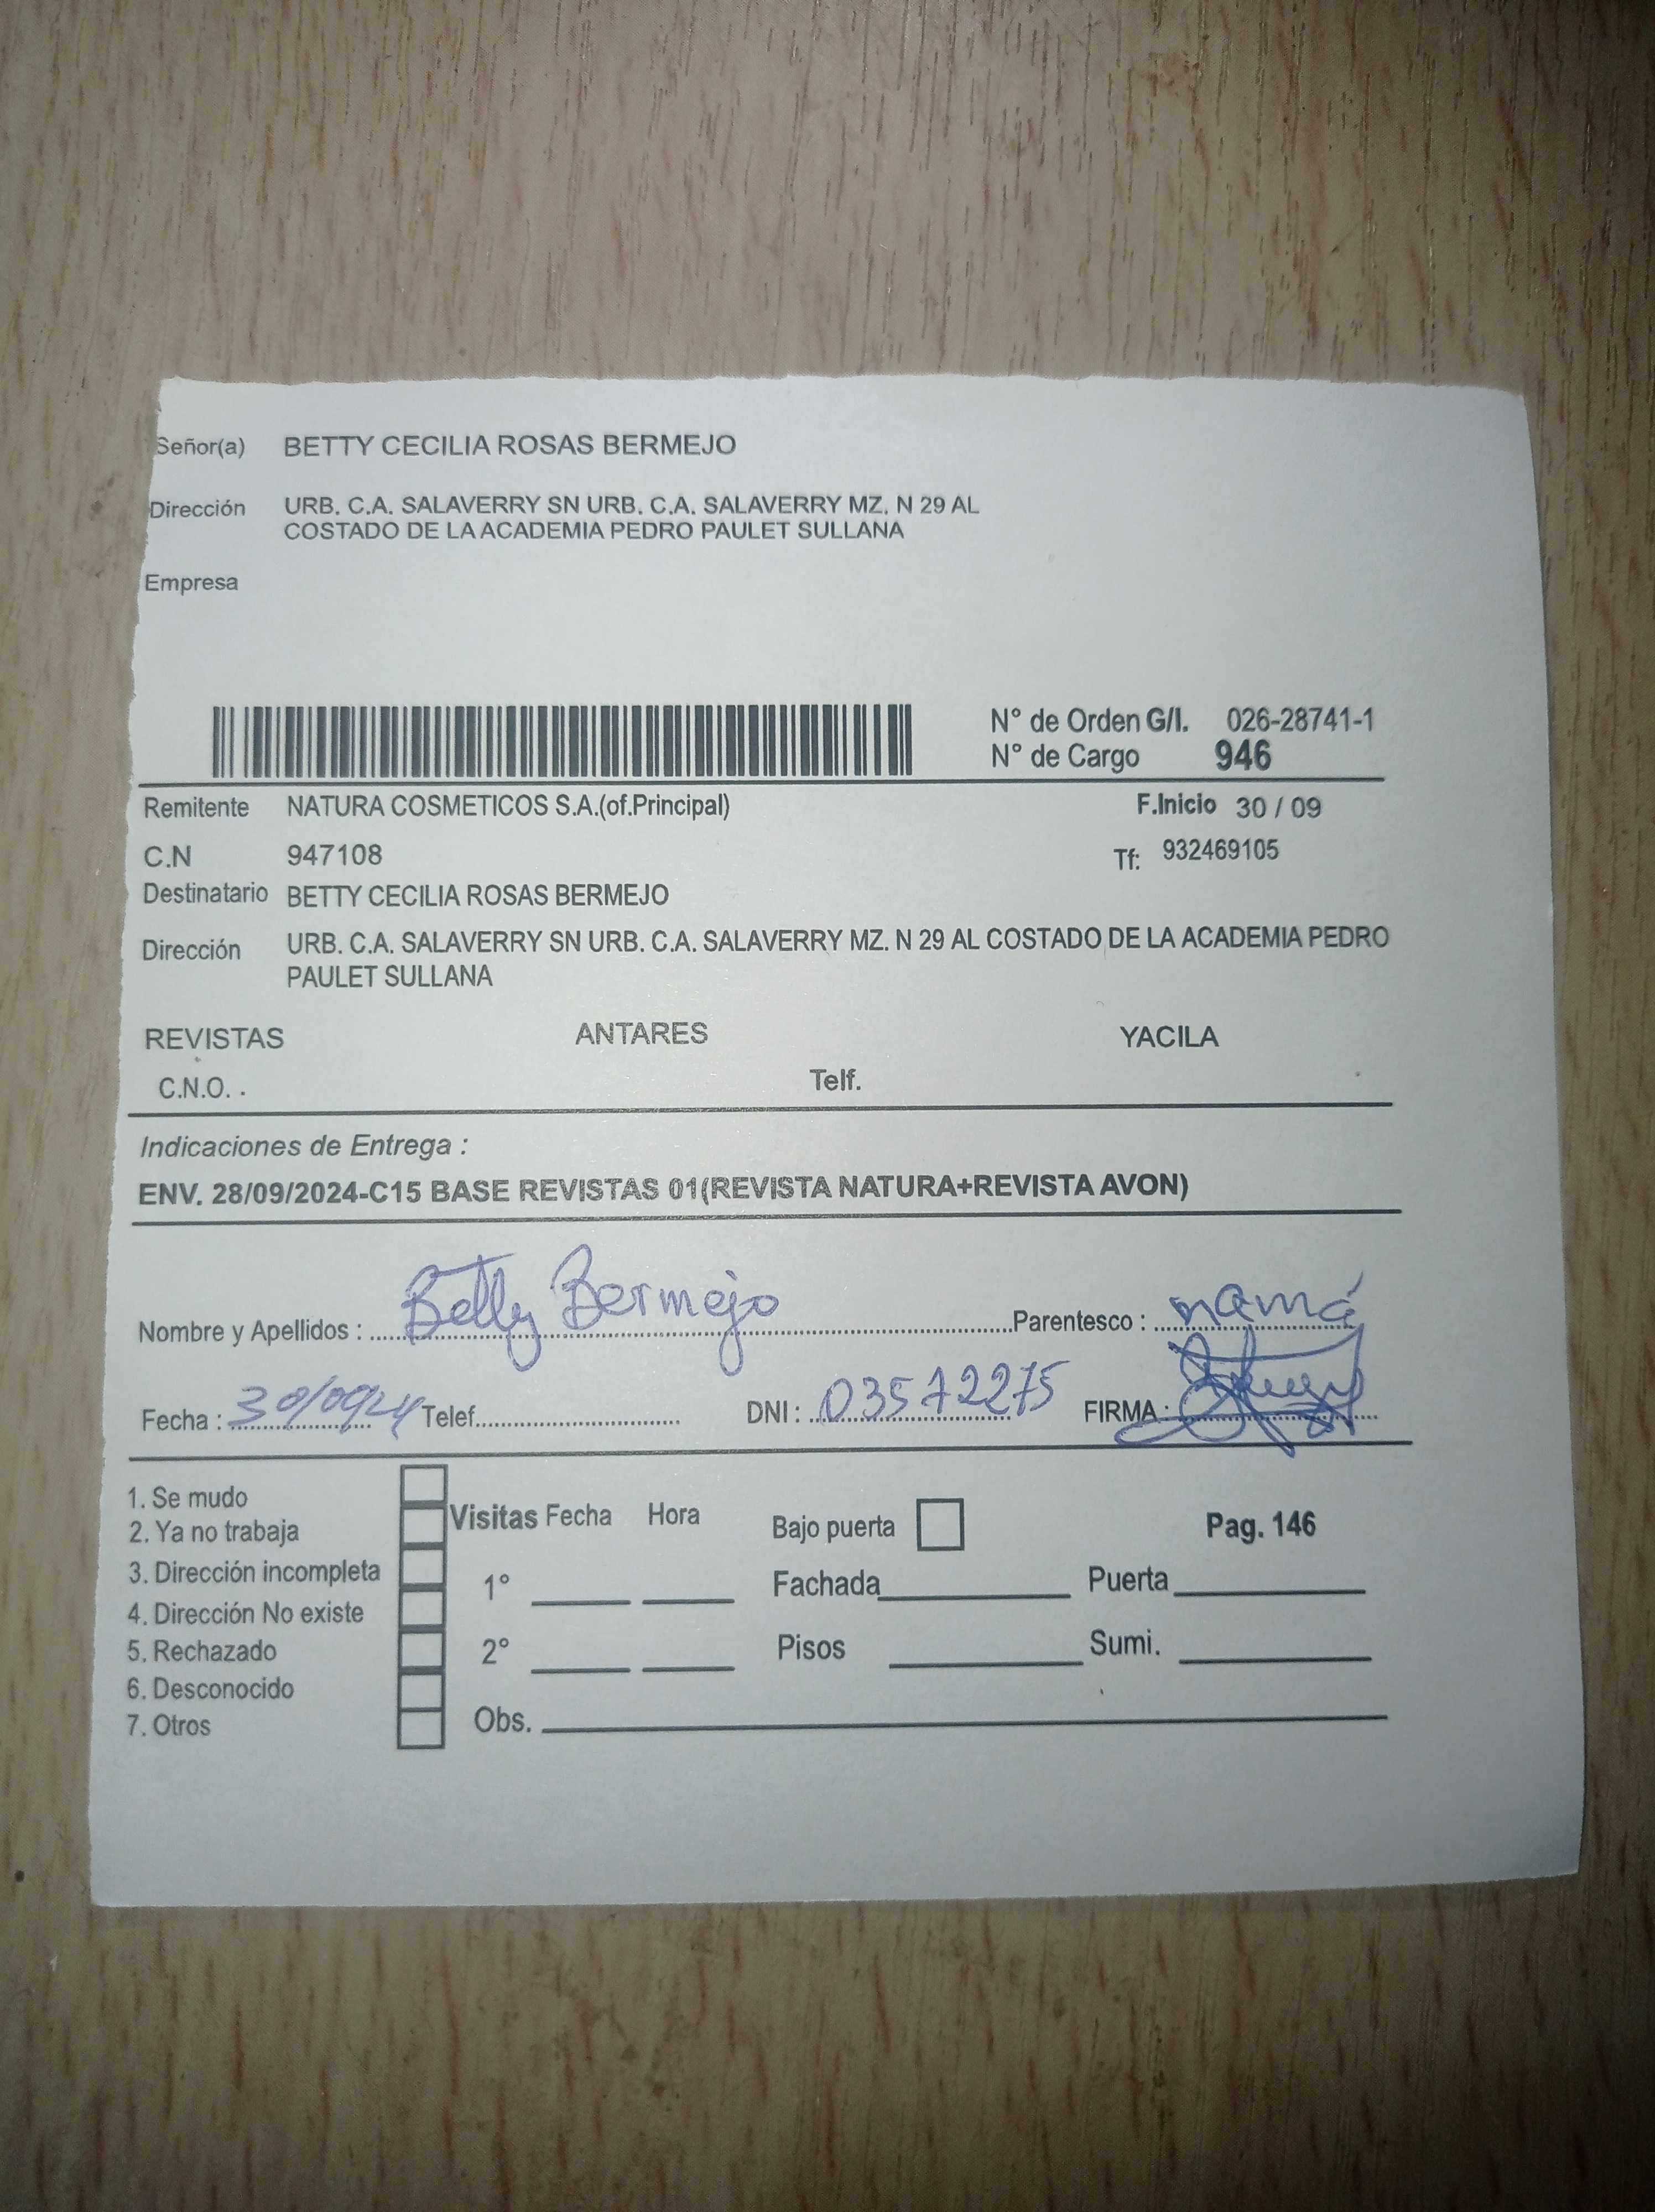 Señor(a) BETTY CECILIA ROSAS BERMEJO
Dirección URB. C.A. SALAVERRY SN URB. C.A. SALAVERRY MZ. N 29 AL
COSTADO DE LA ACADEMIA PEDRO PAULET SULLANA
Empresa
N° de Orden G/I. 026-28741-1
N° de Cargo 946
Remitente NATURA COSMETICOS S.A.(of.Principal) F.Inicio 30 / 09
C.N 947108 Tf: 932469105
Destinatario BETTY CECILIA ROSAS BERMEJO
Dirección URB. C.A. SALAVERRY SN URB. C.A. SALAVERRY MZ. N 29 AL COSTADO DE LA ACADEMIA PEDRO
PAULET SULLANA
REVISTAS ANTARES YACILA
C.N.O. . Telf.
Indicaciones de Entrega :
ENV. 28/09/2024-C15 BASE REVISTAS 01(REVISTA NATURA+REVISTA AVON)
Nombre y Apellidos : Betty Bermejo Parentesco : mamá
Fecha : 30/09/24 Telef. DNI : 03572275 FIRMA :
1. Se mudo
2. Ya no trabaja
3. Dirección incompleta
4. Dirección No existe
5. Rechazado
6. Desconocido
7. Otros
Visitas Fecha Hora Bajo puerta Pag. 146
1° Fachada Puerta
2° Pisos Sumi.
Obs.